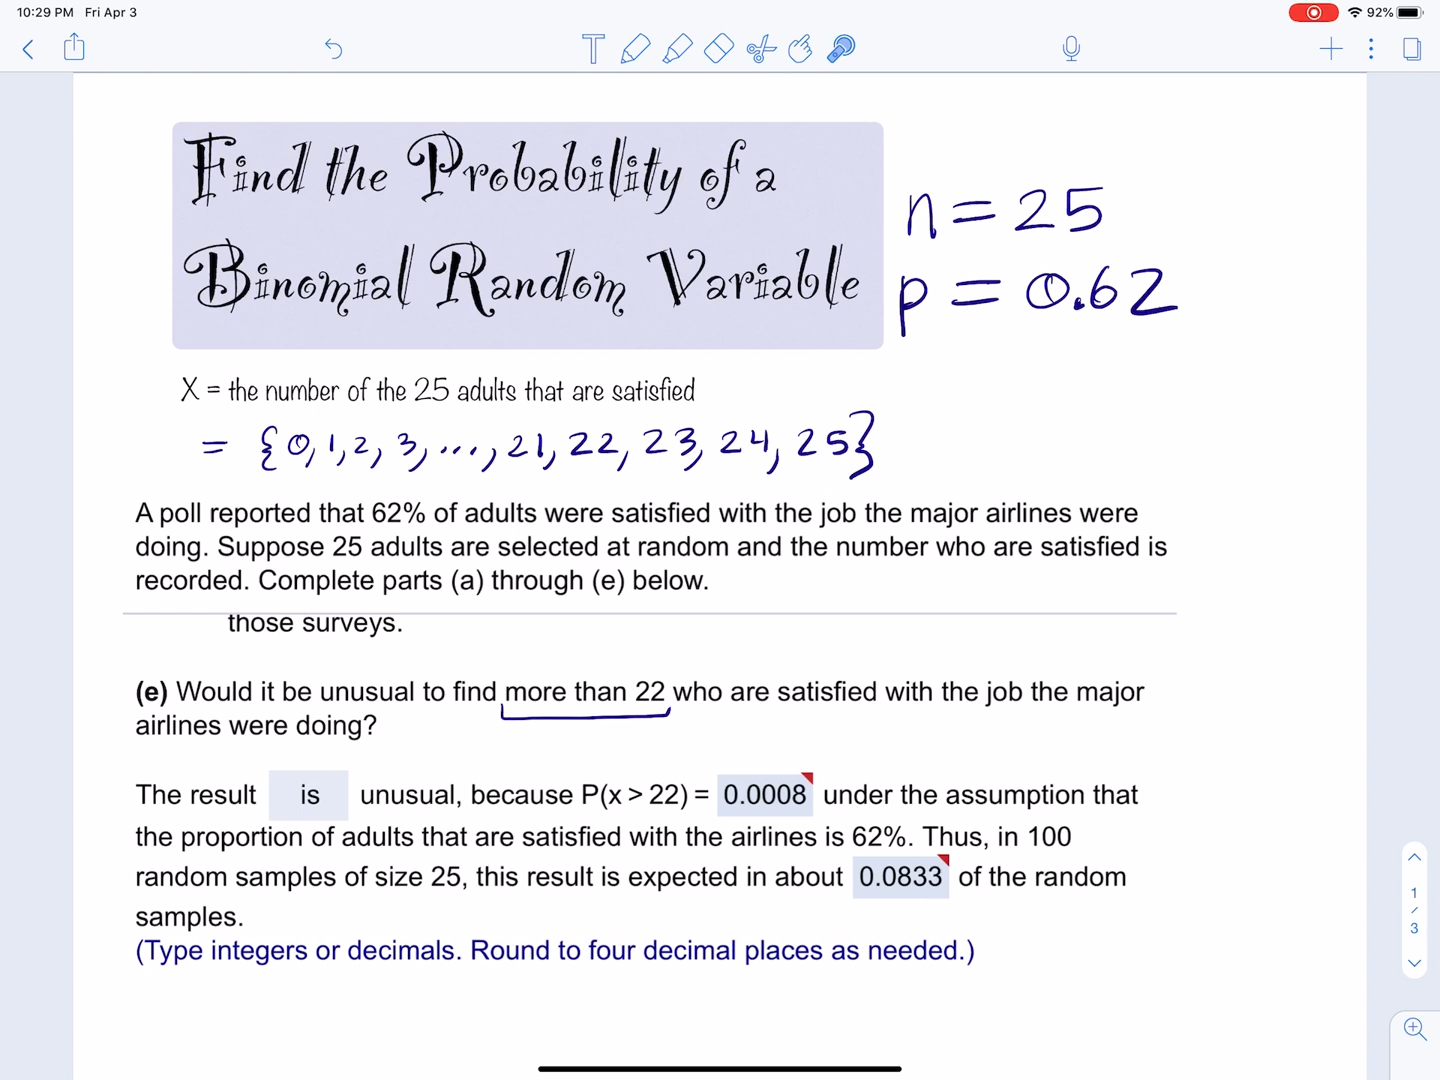 10:29 PM Fri Apr 3
92%
Find the Probability of a
Binomial Random Variable
n = 25
p = 0.62
X = the number of the 25 adults that are satisfied
= {0, 1, 2, 3, ..., 21, 22, 23, 24, 25}
A poll reported that 62% of adults were satisfied with the job the major airlines were
doing. Suppose 25 adults are selected at random and the number who are satisfied is
recorded. Complete parts (a) through (e) below.
those surveys.
(e) Would it be unusual to find more than 22 who are satisfied with the job the major
airlines were doing?
The result is unusual, because P(x > 22) = 0.0008 under the assumption that
the proportion of adults that are satisfied with the airlines is 62%. Thus, in 100
random samples of size 25, this result is expected in about 0.0833 of the random
samples.
(Type integers or decimals. Round to four decimal places as needed.)
1
/
3